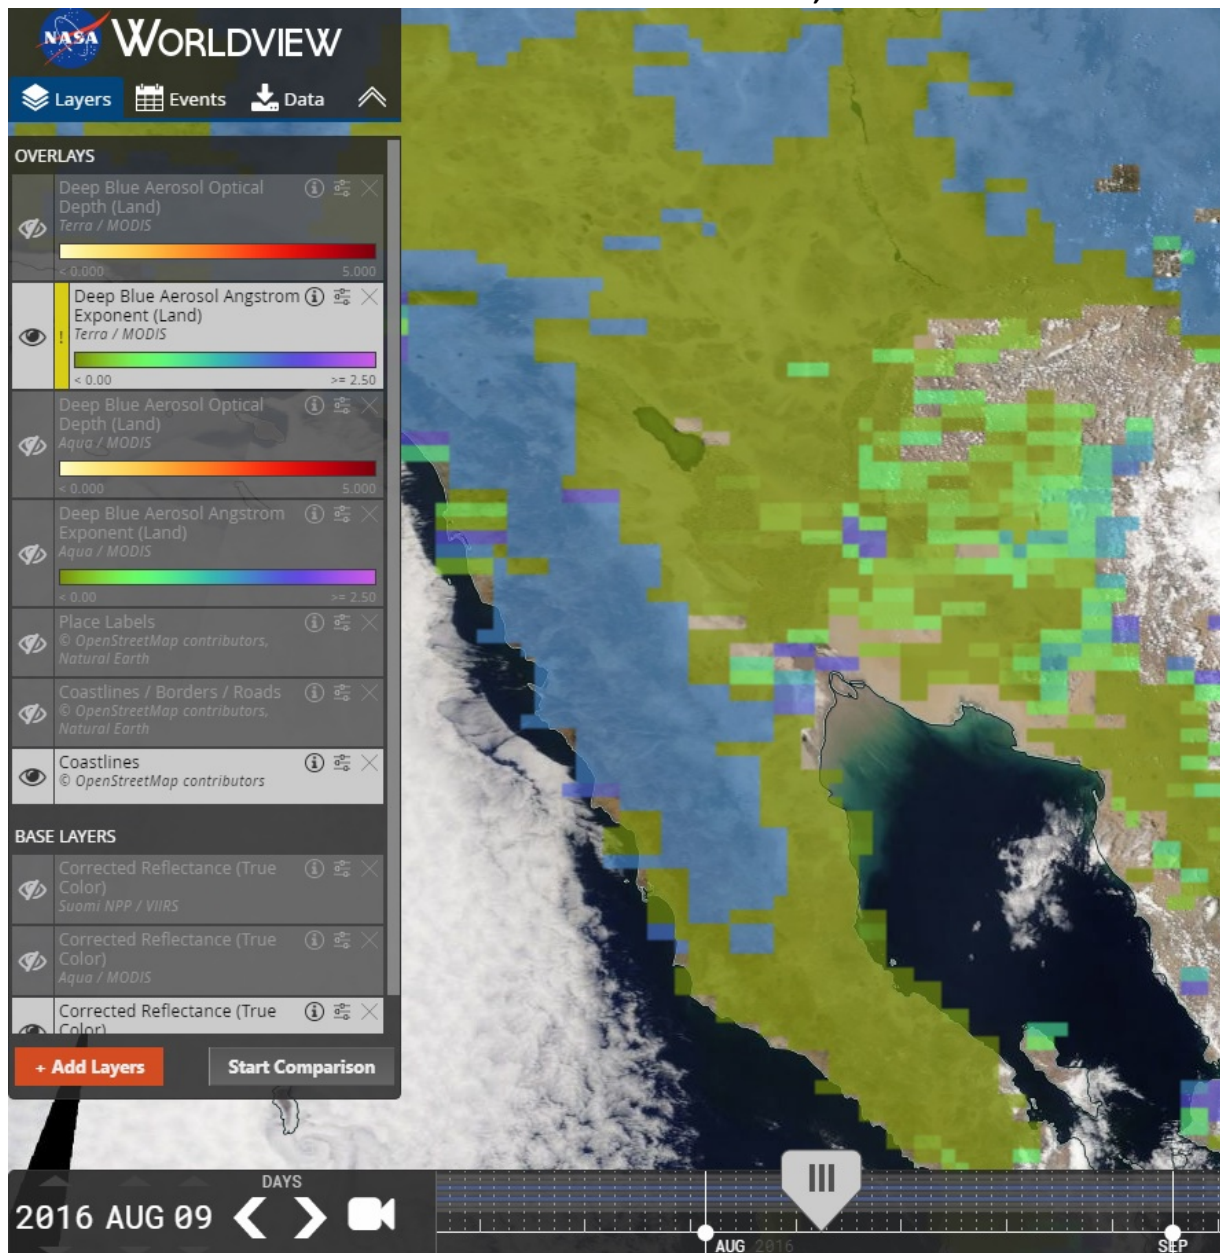 NASA WORLDVIEW
Layers Events Data
OVERLAYS
Deep Blue Aerosol Optical
Depth (Land)
Terra / MODIS
< 0.000 5.000
Deep Blue Aerosol Angstrom
Exponent (Land)
Terra / MODIS
!
< 0.00 >= 2.50
Deep Blue Aerosol Optical
Depth (Land)
Aqua / MODIS
< 0.000 5.000
Deep Blue Aerosol Angstrom
Exponent (Land)
Aqua / MODIS
< 0.00 >= 2.50
Place Labels
© OpenStreetMap contributors,
Natural Earth
Coastlines / Borders / Roads
© OpenStreetMap contributors,
Natural Earth
Coastlines
© OpenStreetMap contributors
BASE LAYERS
Corrected Reflectance (True
Color)
Suomi NPP / VIIRS
Corrected Reflectance (True
Color)
Aqua / MODIS
Corrected Reflectance (True
Color)
+ Add Layers Start Comparison
DAYS
2016 AUG 09
AUG 2016 SEP